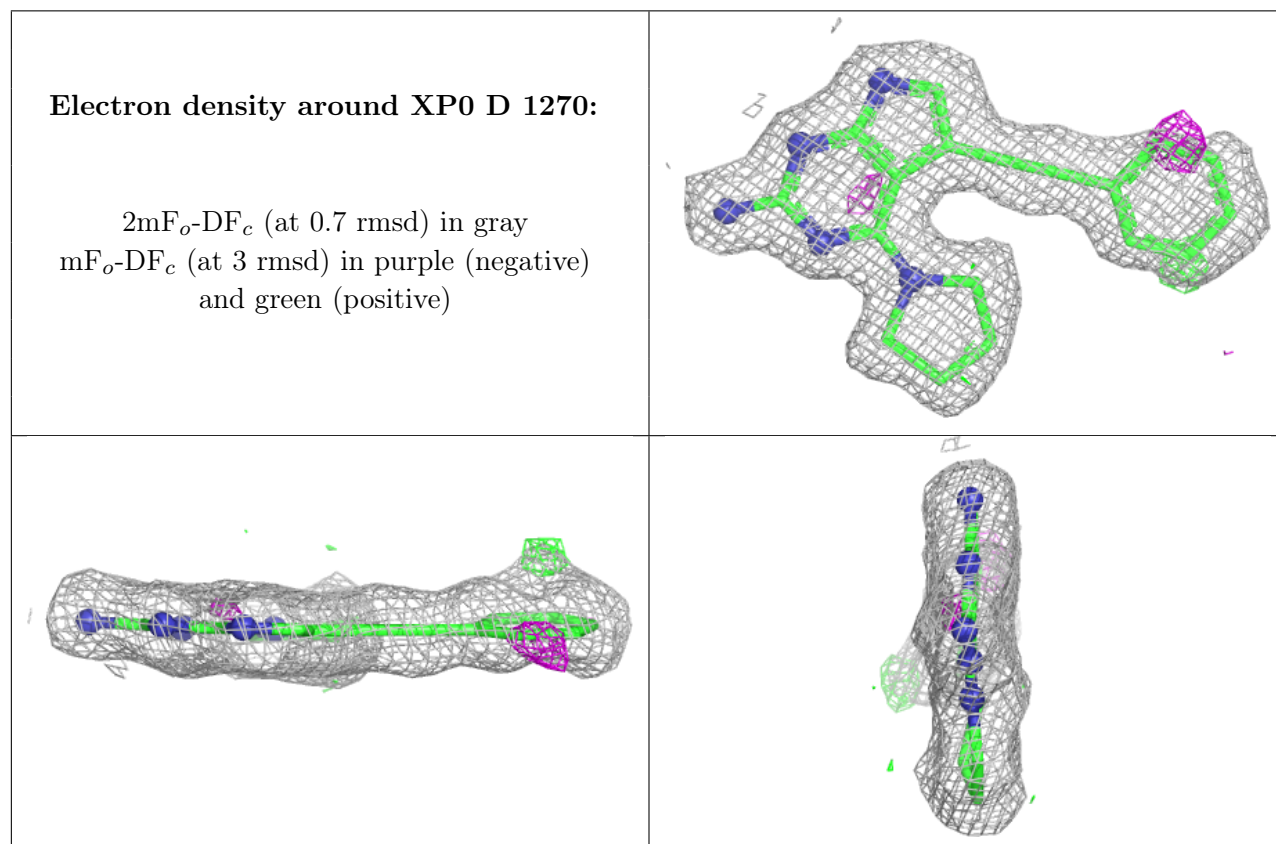 Electron density around XP0 D 1270:
2mFₒ-DF𝒸 (at 0.7 rmsd) in gray
mFₒ-DF𝒸 (at 3 rmsd) in purple (negative)
and green (positive)